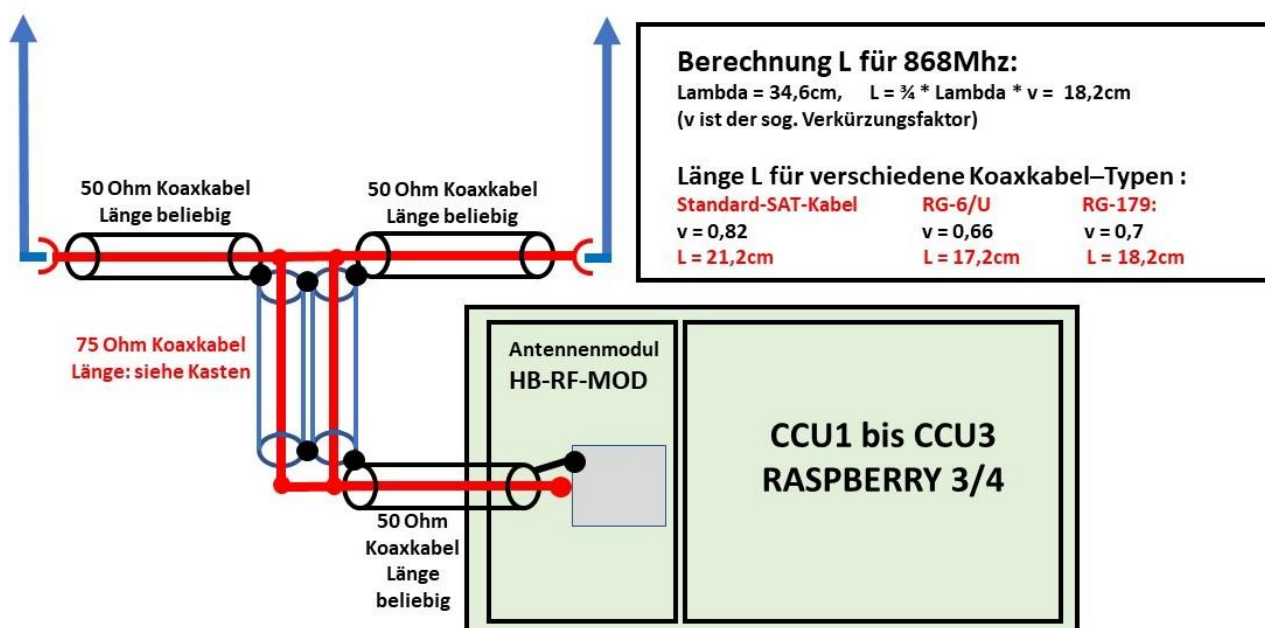 Berechnung L für 868Mhz:
Lambda = 34,6cm, L = ¾ * Lambda * v = 18,2cm
(v ist der sog. Verkürzungsfaktor)
Länge L für verschiedene Koaxkabel–Typen :
Standard-SAT-Kabel RG-6/U RG-179:
v = 0,82 v = 0,66 v = 0,7
L = 21,2cm L = 17,2cm L = 18,2cm
50 Ohm Koaxkabel
Länge beliebig
50 Ohm Koaxkabel
Länge beliebig
75 Ohm Koaxkabel
Länge: siehe Kasten
Antennenmodul
HB-RF-MOD
CCU1 bis CCU3
RASPBERRY 3/4
50 Ohm
Koaxkabel
Länge
beliebig